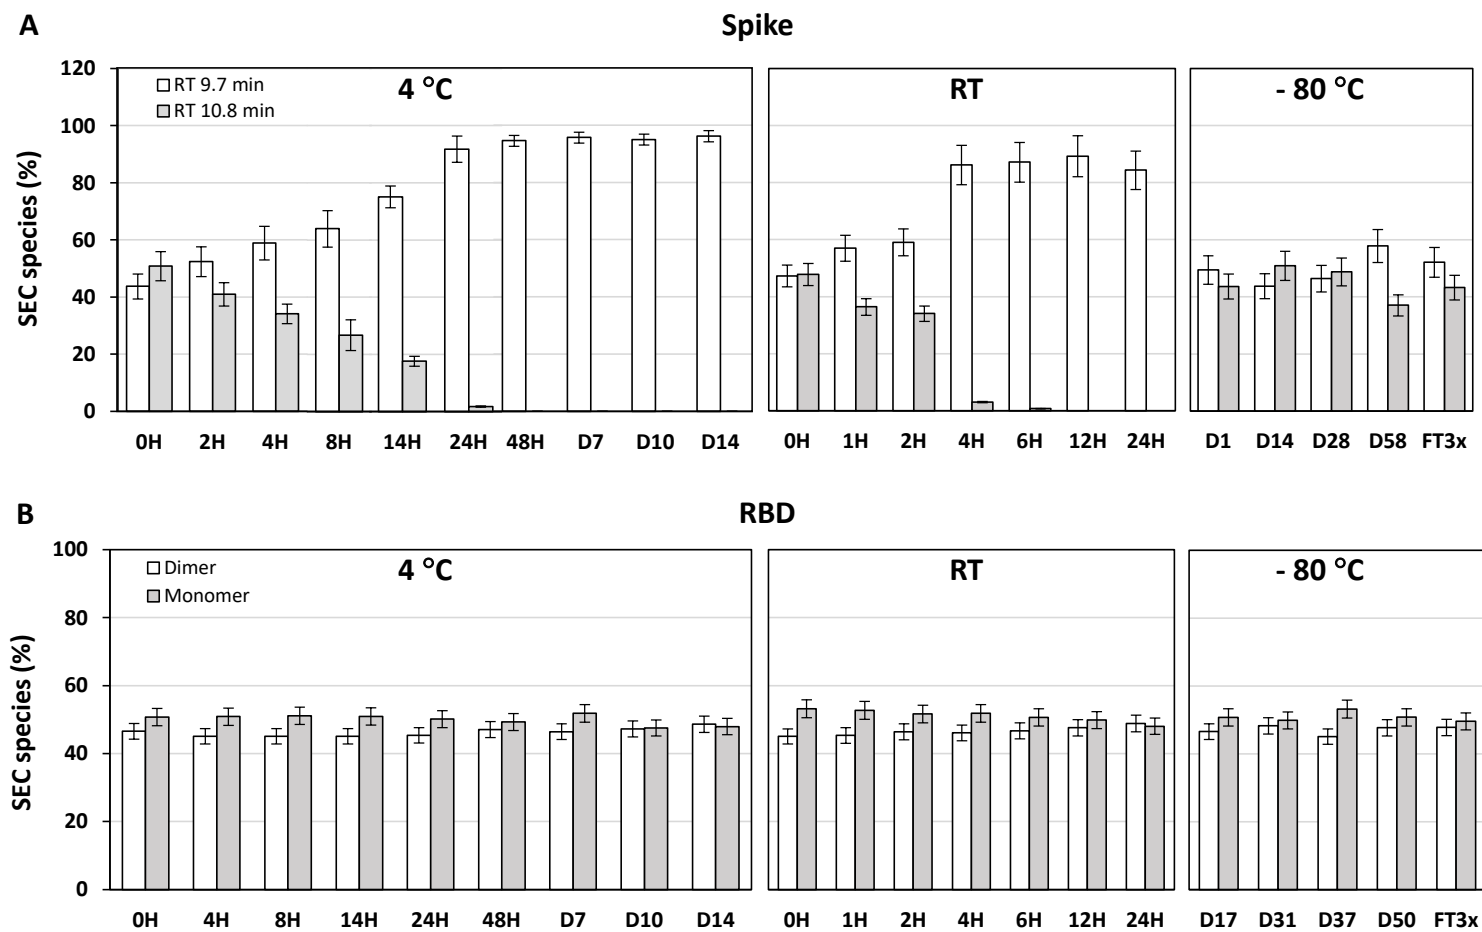 A
Spike
120
100
80
60
40
20
0
SEC species (%)
RT 9.7 min
RT 10.8 min
4 °C
RT
- 80 °C
0H 2H 4H 8H 14H 24H 48H D7 D10 D14
0H 1H 2H 4H 6H 12H 24H
D1 D14 D28 D58 FT3x
B
RBD
100
80
60
40
20
0
SEC species (%)
Dimer
Monomer
4 °C
RT
- 80 °C
0H 4H 8H 14H 24H 48H D7 D10 D14
0H 1H 2H 4H 6H 12H 24H
D17 D31 D37 D50 FT3x